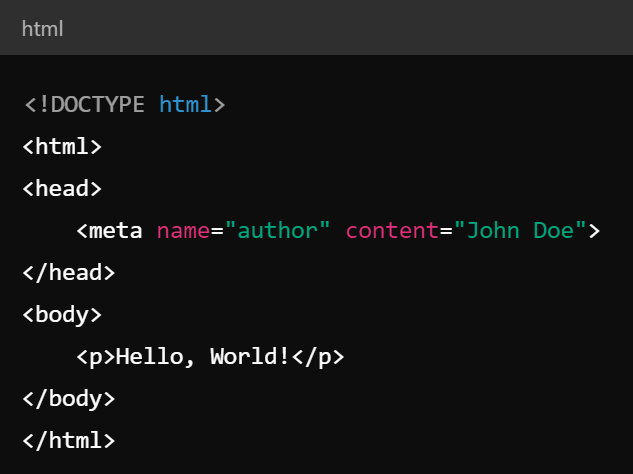 html
<!DOCTYPE html>
<html>
<head>
    <meta name="author" content="John Doe">
</head>
<body>
    <p>Hello, World!</p>
</body>
</html>